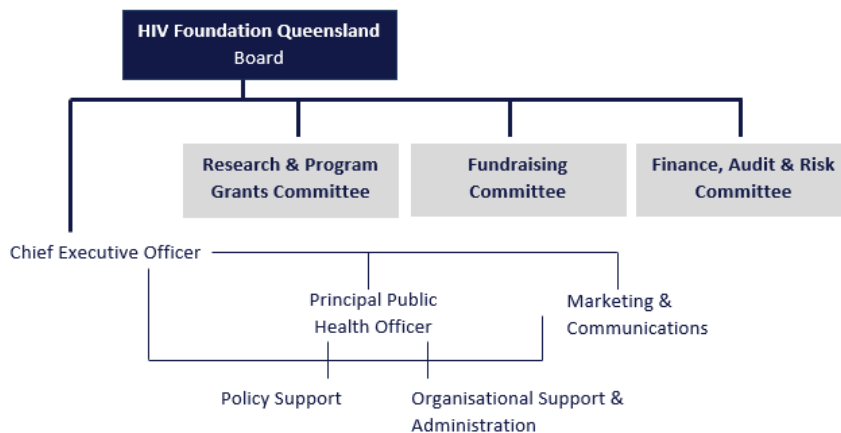 HIV Foundation Queensland
Board
Research & Program
Grants Committee
Fundraising
Committee
Finance, Audit & Risk
Committee
Chief Executive Officer
Principal Public
Health Officer
Marketing &
Communications
Policy Support
Organisational Support &
Administration